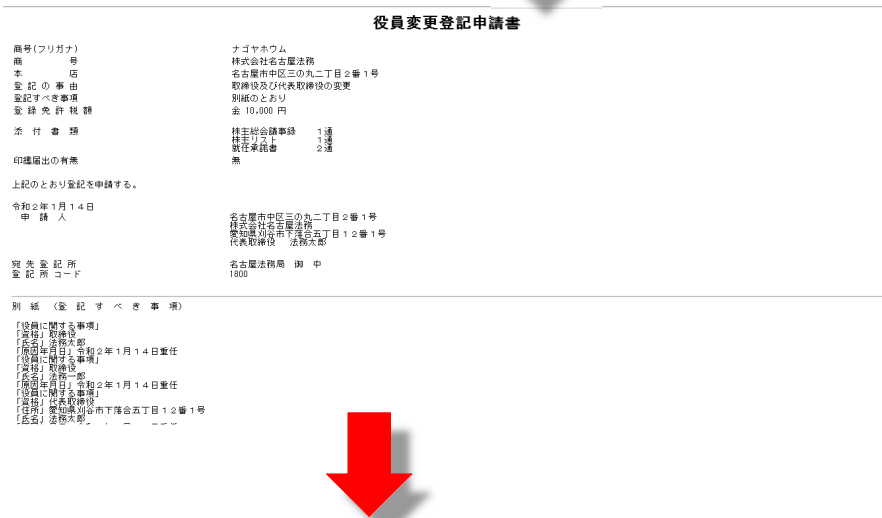 役員変更登記申請書
商号(フリガナ) ナゴヤホウム
商 号 株式会社名古屋法務
本 店 名古屋市中区三の丸二丁目2番1号
登 記 の 事 由 取締役及び代表取締役の変更
登記すべき事項 別紙のとおり
登 録 免 許 税 額 金 10,000 円
添 付 書 類 株主総会議事録 1通
株主リスト 1通
就任承諾書 2通
印鑑届出の有無 無
上記のとおり登記を申請する。
令和2年1月14日
申 請 人 名古屋市中区三の丸二丁目2番1号
株式会社名古屋法務
愛知県刈谷市下落合五丁目12番1号
代表取締役 法務太郎
宛 先 登 記 所 名古屋法務局 御 中
登 記 所 コ ー ド 1800
別 紙 (登 記 す べ き 事 項)
「役員に関する事項」
「資格」取締役
「氏名」法務太郎
「原因年月日」令和2年1月14日重任
「役員に関する事項」
「資格」取締役
「氏名」法務一郎
「原因年月日」令和2年1月14日重任
「役員に関する事項」
「資格」代表取締役
「住所」愛知県刈谷市下落合五丁目12番1号
「氏名」法務太郎